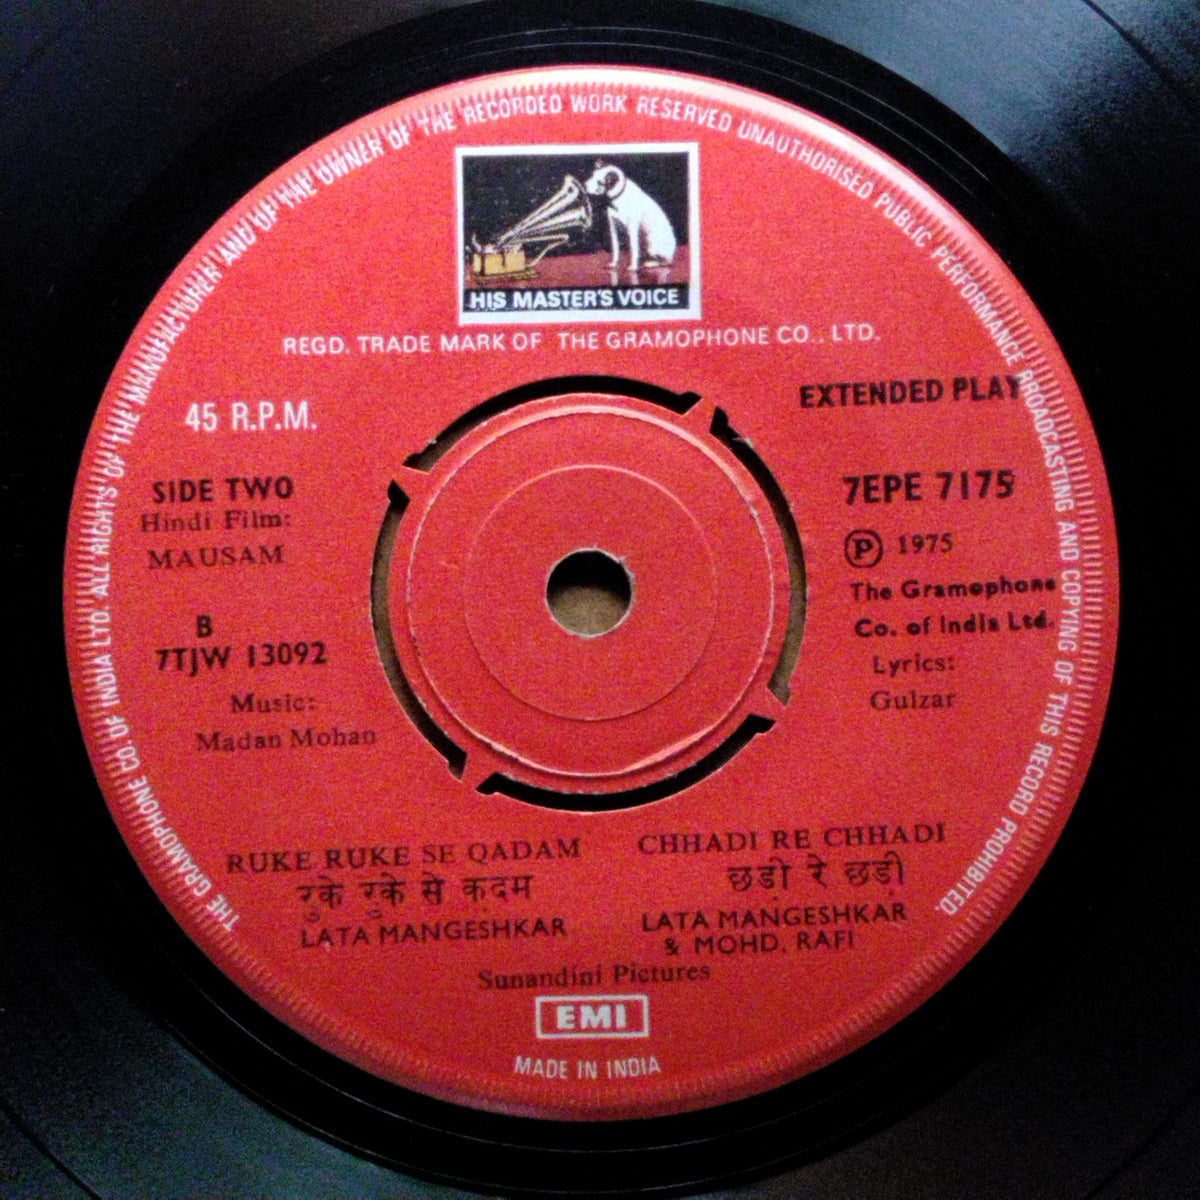 THE GRAMOPHONE CO. OF INDIA LTD. ALL RIGHTS OF THE MANUFACTURER AND OF THE OWNER OF THE RECORDED WORK RESERVED UNAUTHORISED PUBLIC PERFORMANCE BROADCASTING AND COPYING OF THIS RECORD PROHIBITED.
HIS MASTER'S VOICE
REGD. TRADE MARK OF THE GRAMOPHONE CO., LTD.
45 R.P.M.
EXTENDED PLAY
SIDE TWO
Hindi Film:
MAUSAM
B
7TJW 13092
Music:
Madan Mohan
7EPE 7175
Ⓟ 1975
The Gramophone
Co. of India Ltd.
Lyrics:
Gulzar
RUKE RUKE SE QADAM
रुके रुके से क़दम
LATA MANGESHKAR
CHHADI RE CHHADI
छड़ी रे छड़ी
LATA MANGESHKAR
& MOHD. RAFI
Sunandini Pictures
EMI
MADE IN INDIA